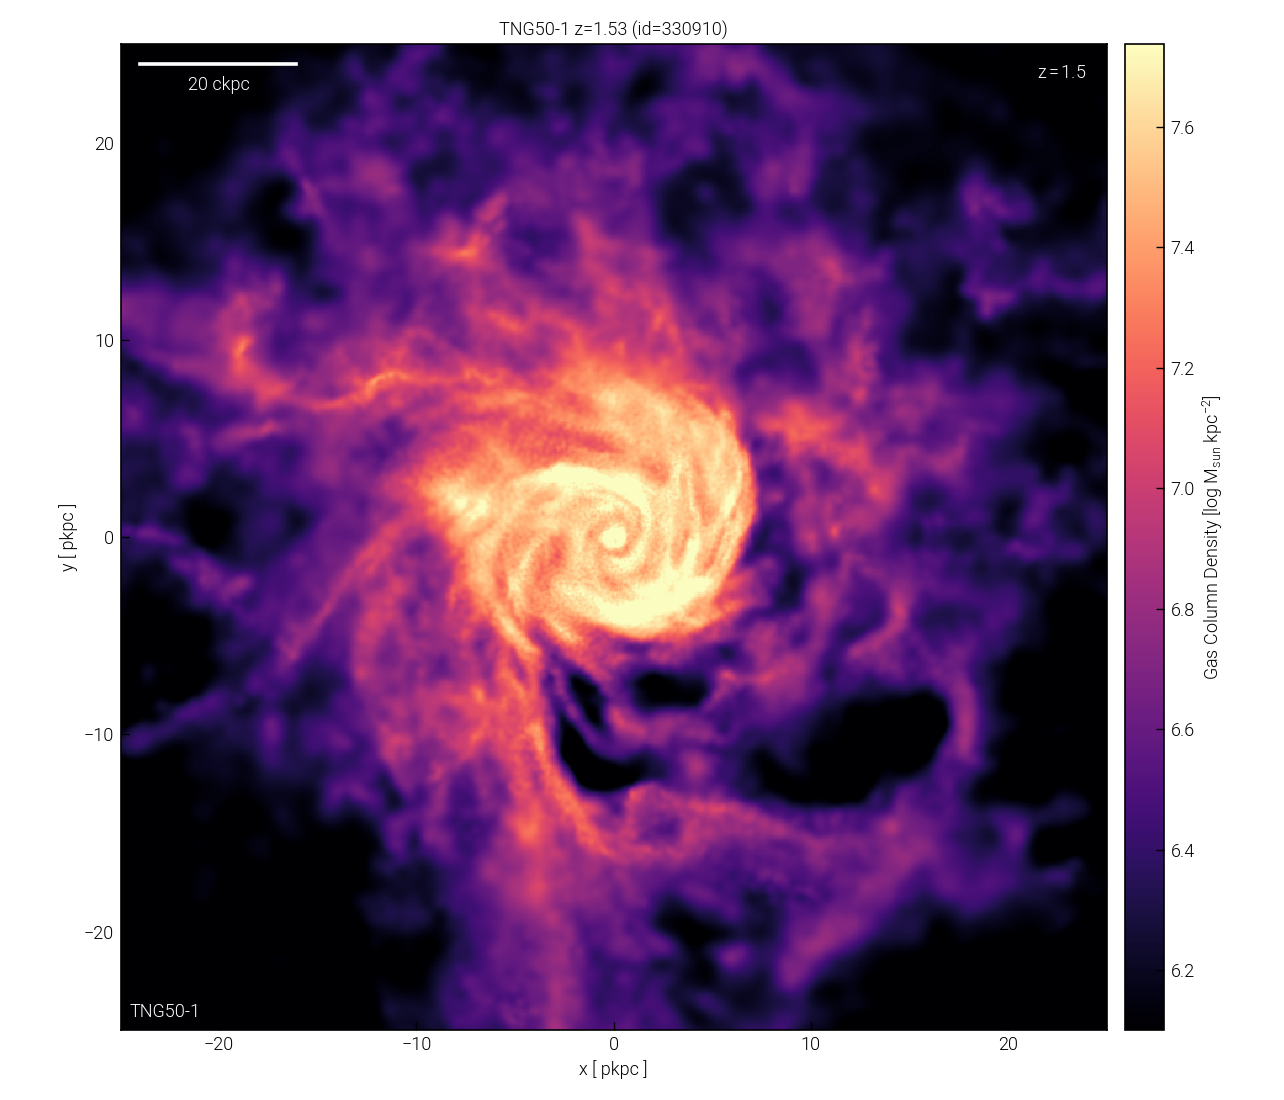 TNG50-1 z=1.53 (id=330910)
20 ckpc
z = 1.5
TNG50-1
20
10
0
−10
−20
y [ pkpc ]
−20
−10
0
10
20
x [ pkpc ]
7.6
7.4
7.2
7.0
6.8
6.6
6.4
6.2
Gas Column Density [log M_sun kpc^−2]